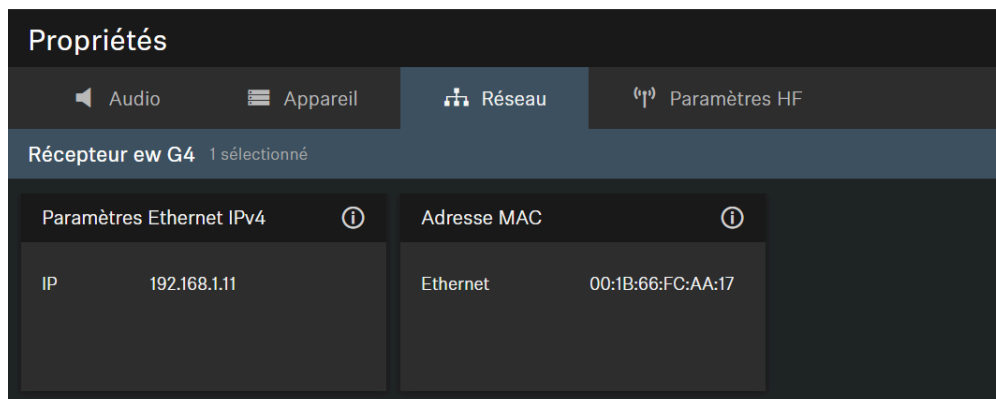 Propriétés
Audio Appareil Réseau Paramètres HF
Récepteur ew G4 1 sélectionné
Paramètres Ethernet IPv4 Adresse MAC
IP 192.168.1.11 Ethernet 00:1B:66:FC:AA:17